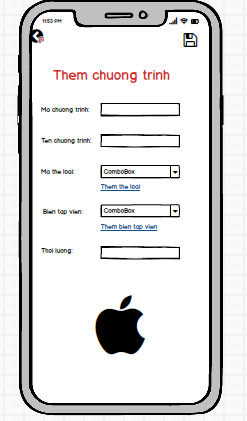 11:53 PM
Them chuong trinh
Ma chuong trinh:
Ten chuong trinh:
Ma the loai: ComboBox
Them the loai
Bien tap vien: ComboBox
Them bien tap vien
Thoi luong: